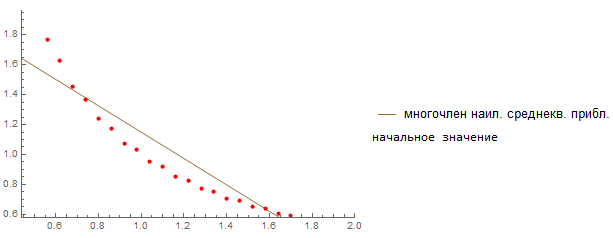 1.8
1.6
1.4
1.2
1.0
0.8
0.6
0.6 0.8 1.0 1.2 1.4 1.6 1.8 2.0
многочлен наил. среднекв. прибл.
начальное значение